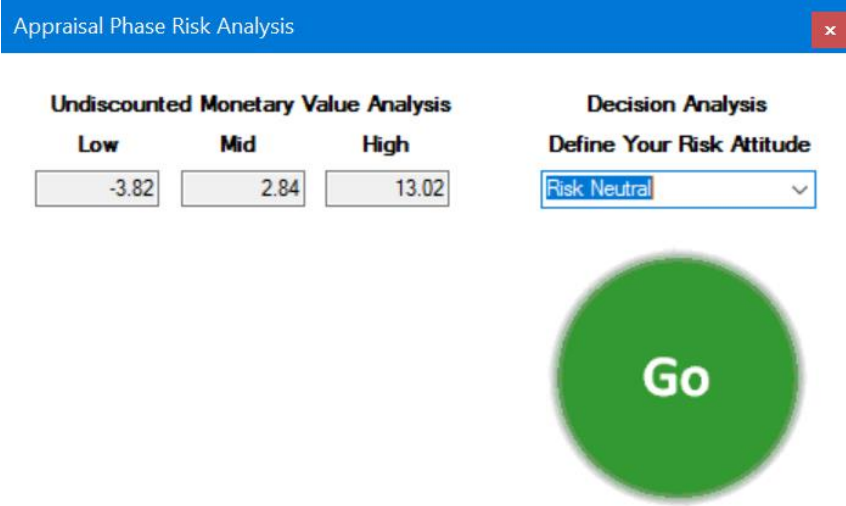 Appraisal Phase Risk Analysis
x
Undiscounted Monetary Value Analysis
Decision Analysis
Low Mid High
Define Your Risk Attitude
-3.82 2.84 13.02
Risk Neutral
Go